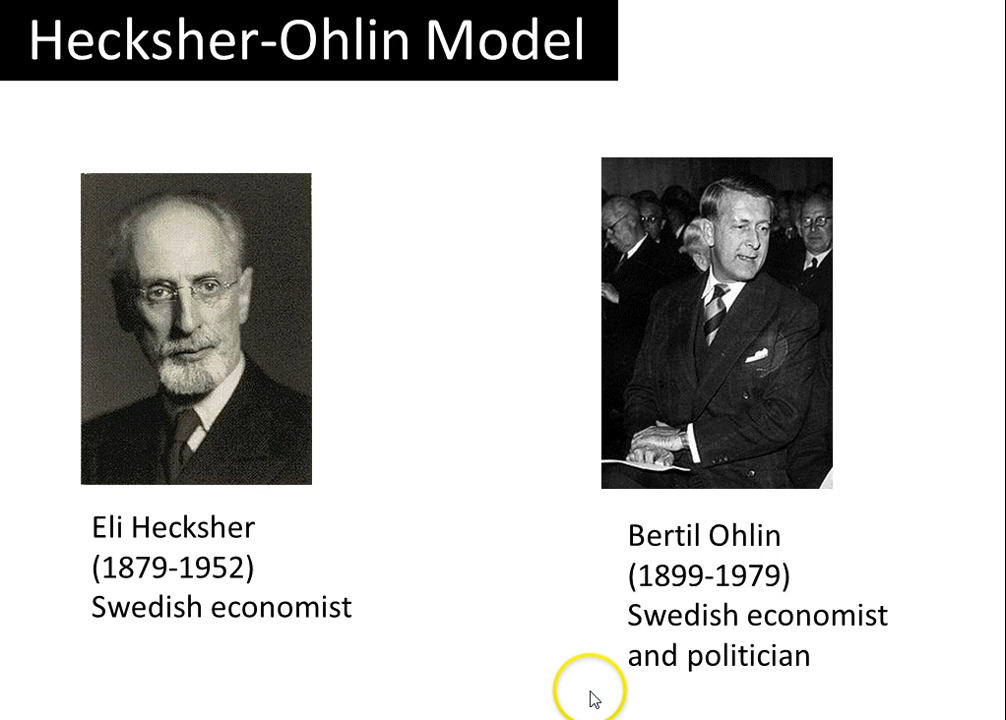 Hecksher-Ohlin Model
Eli Hecksher
(1879-1952)
Swedish economist
Bertil Ohlin
(1899-1979)
Swedish economist
and politician